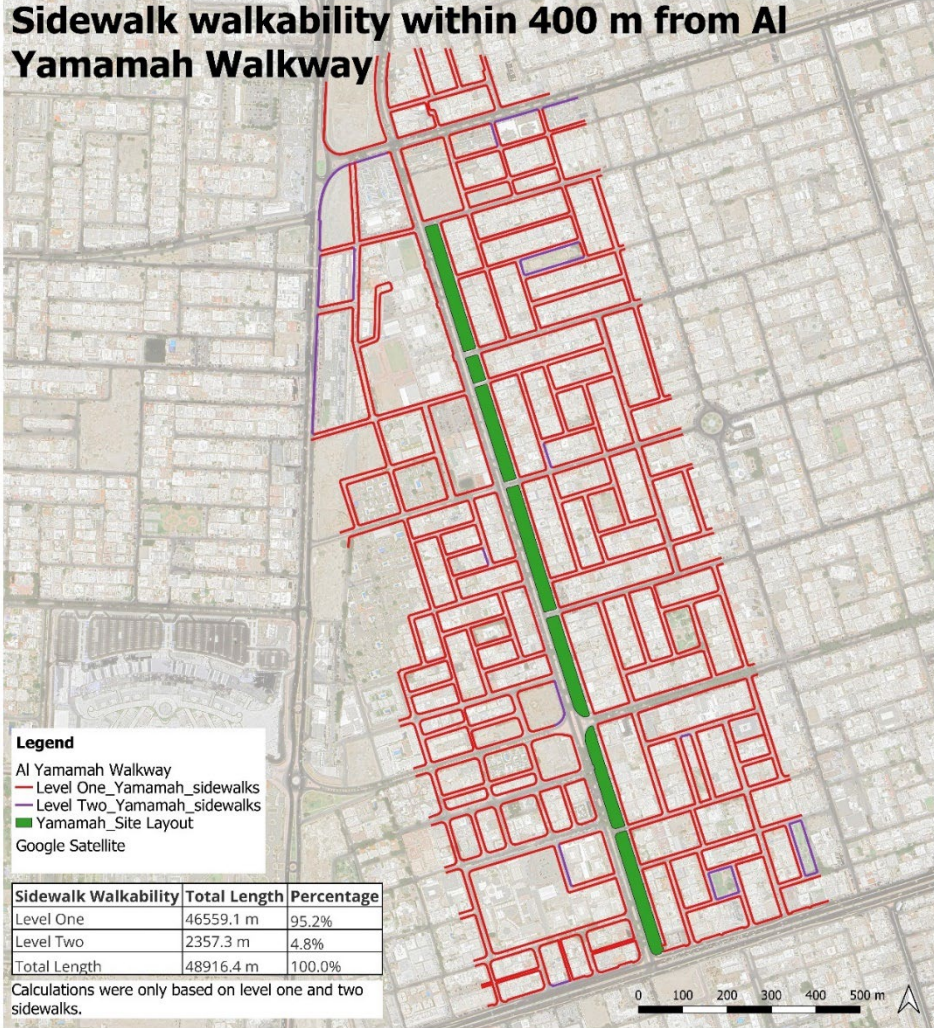 Sidewalk walkability within 400 m from Al
Yamamah Walkway
Legend
Al Yamamah Walkway
Level One_Yamamah_sidewalks
Level Two_Yamamah_sidewalks
Yamamah_Site Layout
Google Satellite
Sidewalk Walkability Total Length Percentage
Level One 46559.1 m 95.2%
Level Two 2357.3 m 4.8%
Total Length 48916.4 m 100.0%
Calculations were only based on level one and two
sidewalks.
0 100 200 300 400 500 m